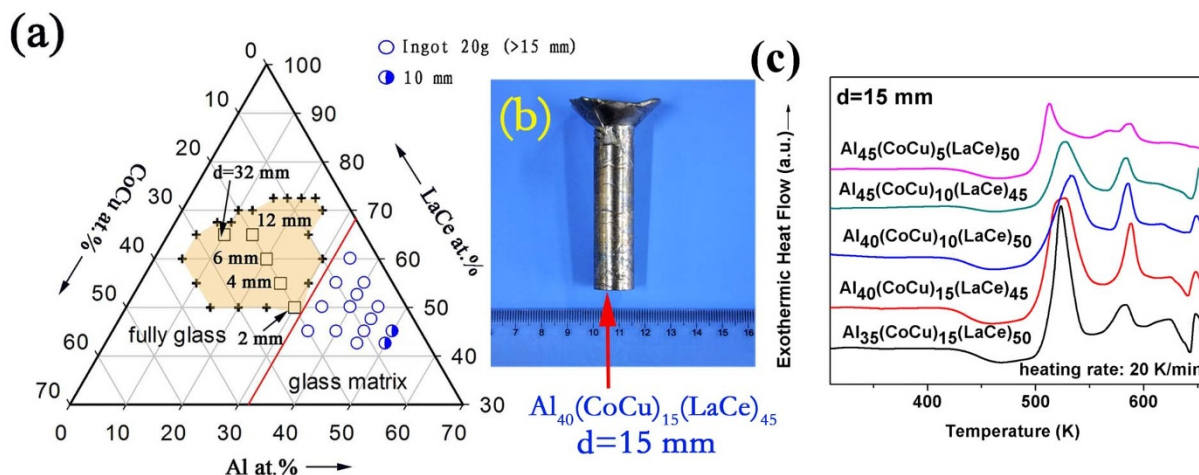 (a)
Ingot 20g (>15 mm)
10 mm
0
100
10
90
20
80
30
70
40
60
50
50
60
40
70
30
0
10
20
30
40
50
60
70
CoCu at.%
LaCe at.%
Al at.%
d=32 mm
12 mm
6 mm
4 mm
2 mm
fully glass
glass matrix
(b)
6 7 8 9 10 11 12 13 14 15 16
Al40(CoCu)15(LaCe)45
d=15 mm
(c)
d=15 mm
Al45(CoCu)5(LaCe)50
Al45(CoCu)10(LaCe)45
Al40(CoCu)10(LaCe)50
Al40(CoCu)15(LaCe)45
Al35(CoCu)15(LaCe)50
heating rate: 20 K/min
Exothermic Heat Flow (a.u.)
400 500 600
Temperature (K)